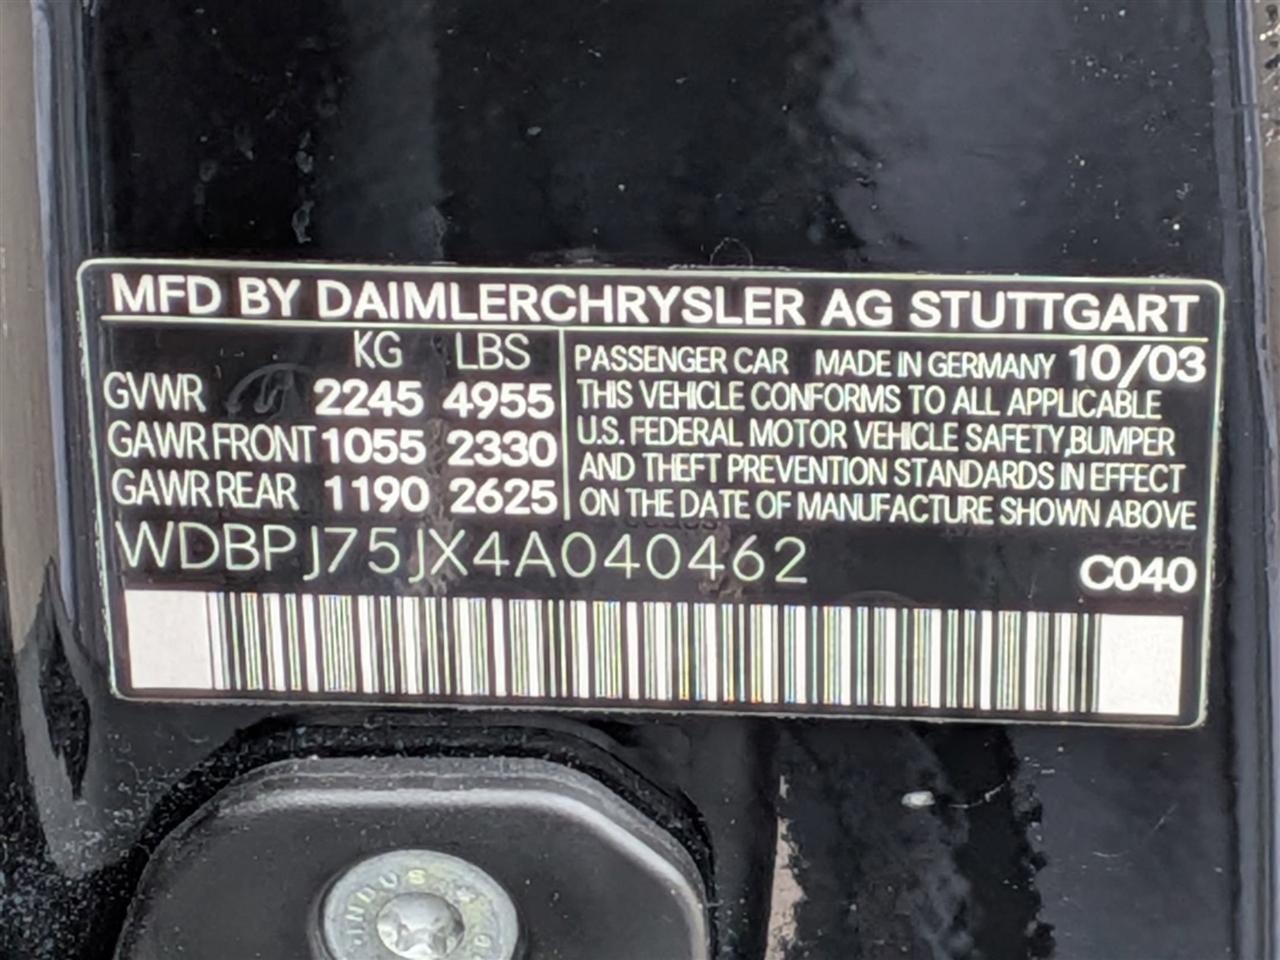 MFD BY DAIMLERCHRYSLER AG STUTTGART
KG LBS
GVWR 2245 4955
GAWR FRONT 1055 2330
GAWR REAR 1190 2625
PASSENGER CAR MADE IN GERMANY 10/03
THIS VEHICLE CONFORMS TO ALL APPLICABLE
U.S. FEDERAL MOTOR VEHICLE SAFETY,BUMPER
AND THEFT PREVENTION STANDARDS IN EFFECT
ON THE DATE OF MANUFACTURE SHOWN ABOVE
WDBPJ75JX4A040462
C040
INDUS